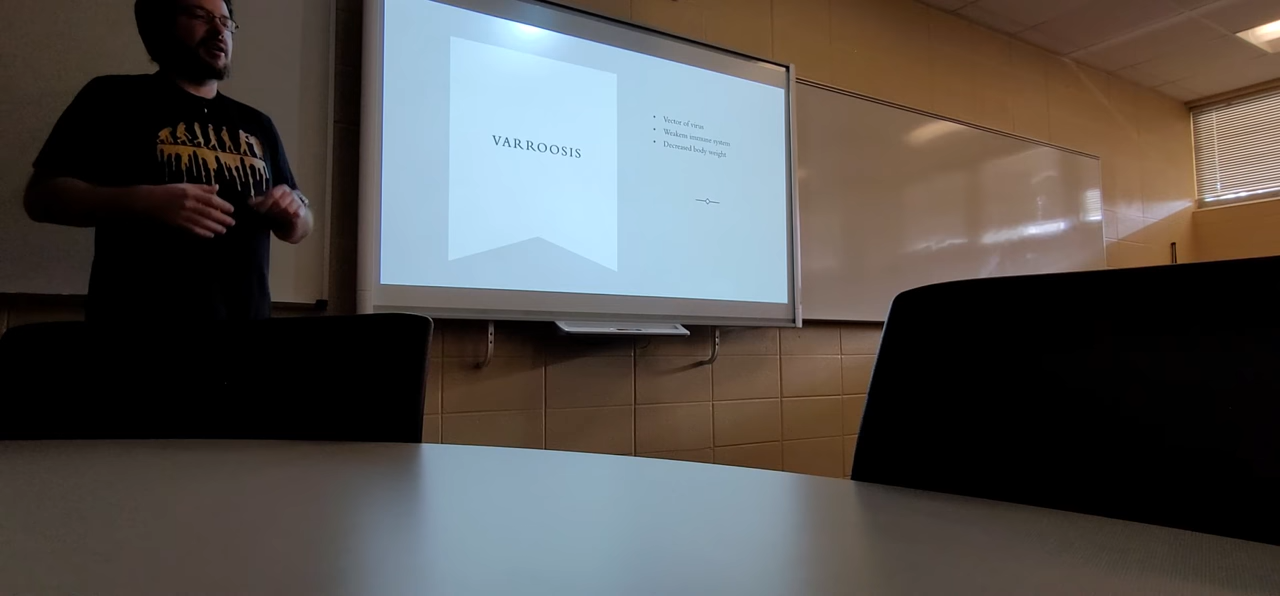 VARROOSIS
• Vector of virus
• Weakens immune system
• Decreased body weight